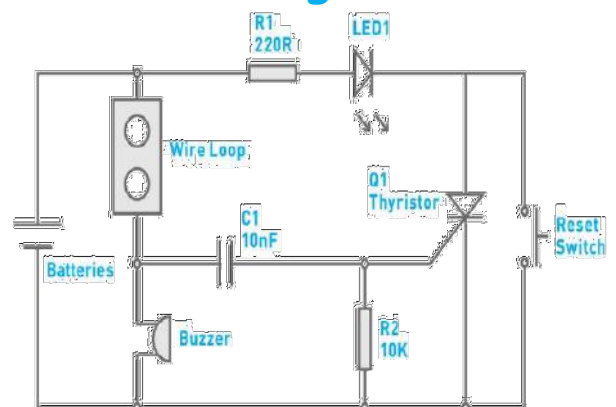 R1
220R
LED1
Wire Loop
Q1
Thyristor
C1
10nF
Reset
Switch
Batteries
Buzzer
R2
10K